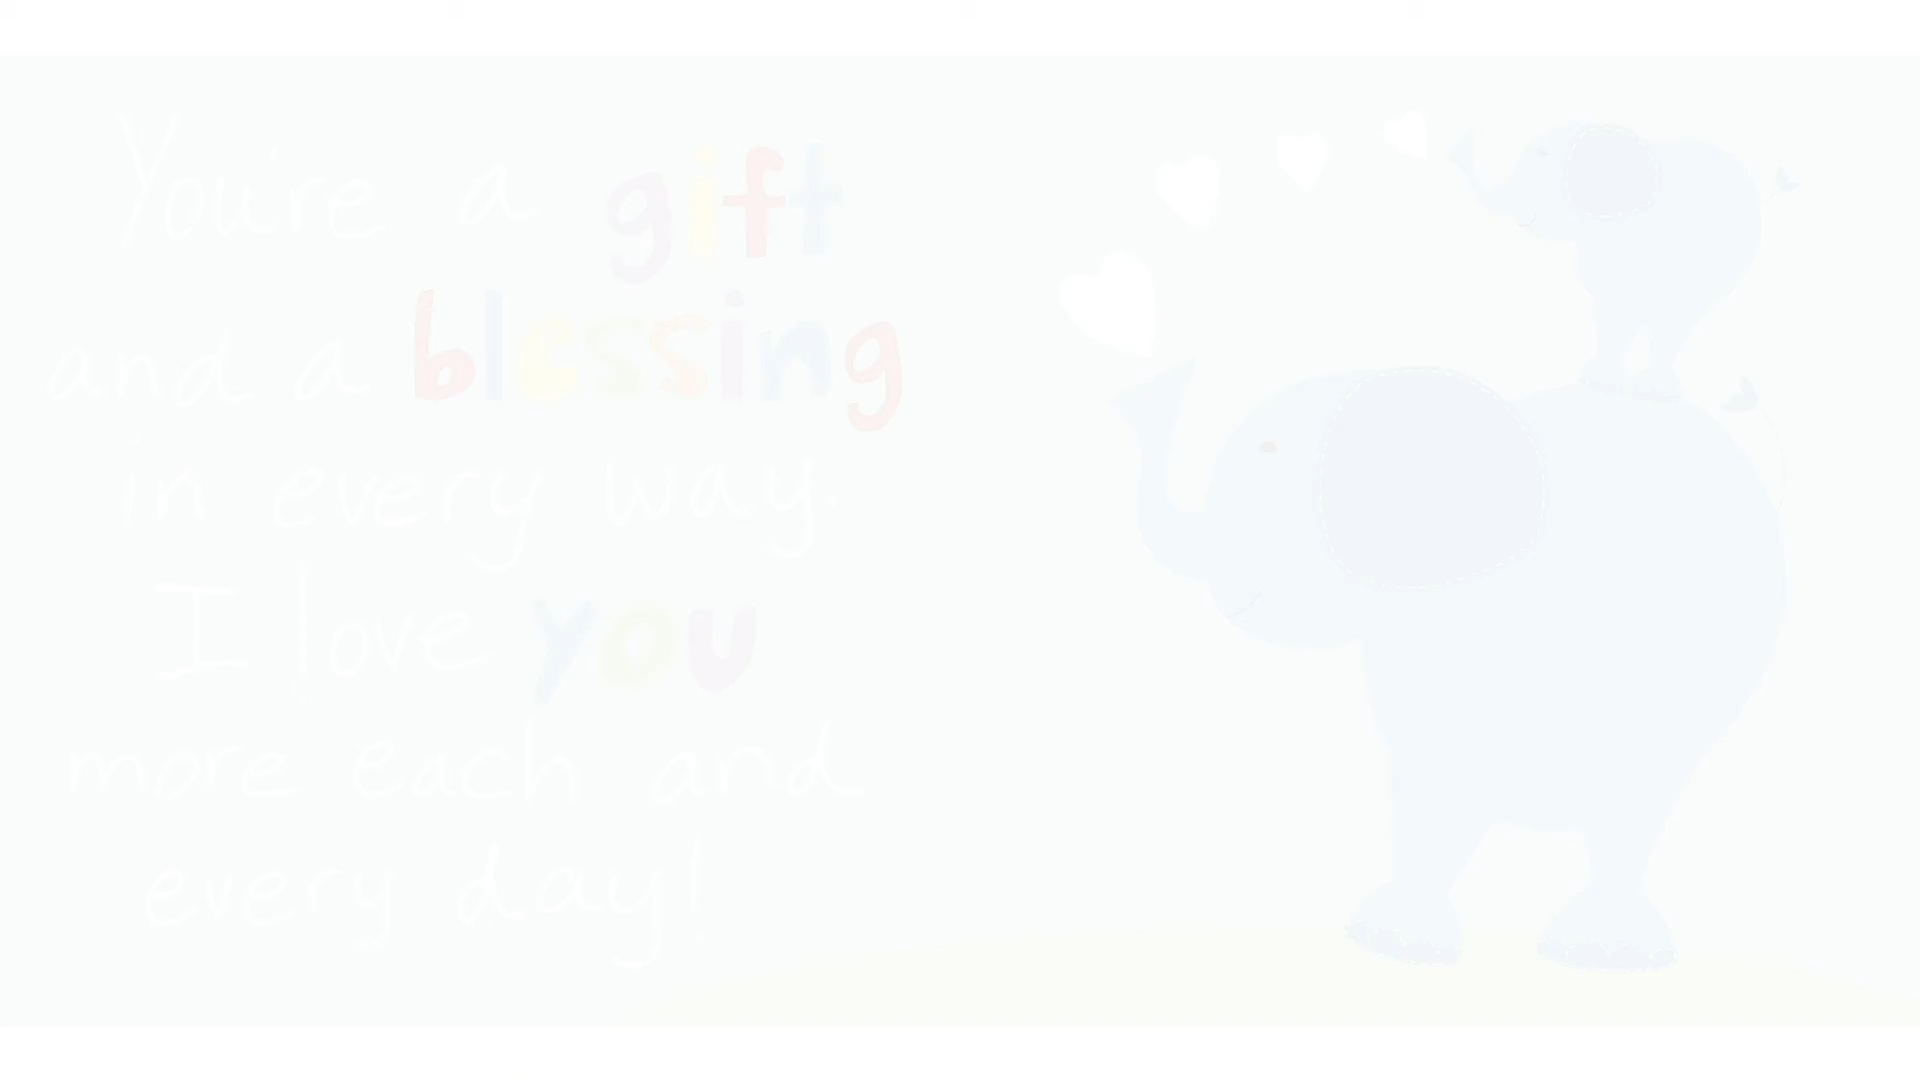 You're a gift
and a blessing
in every way.
I love you
more each and
every day!